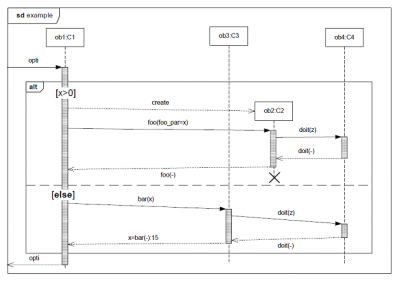 sd example
ob1:C1
ob3:C3
ob4:C4
opti
alt
[x>0]
create
ob2:C2
foo(foo_par=x)
doit(z)
doit(-)
foo(-)
[else]
bar(x)
doit(z)
x=bar(-):15
doit(-)
opti